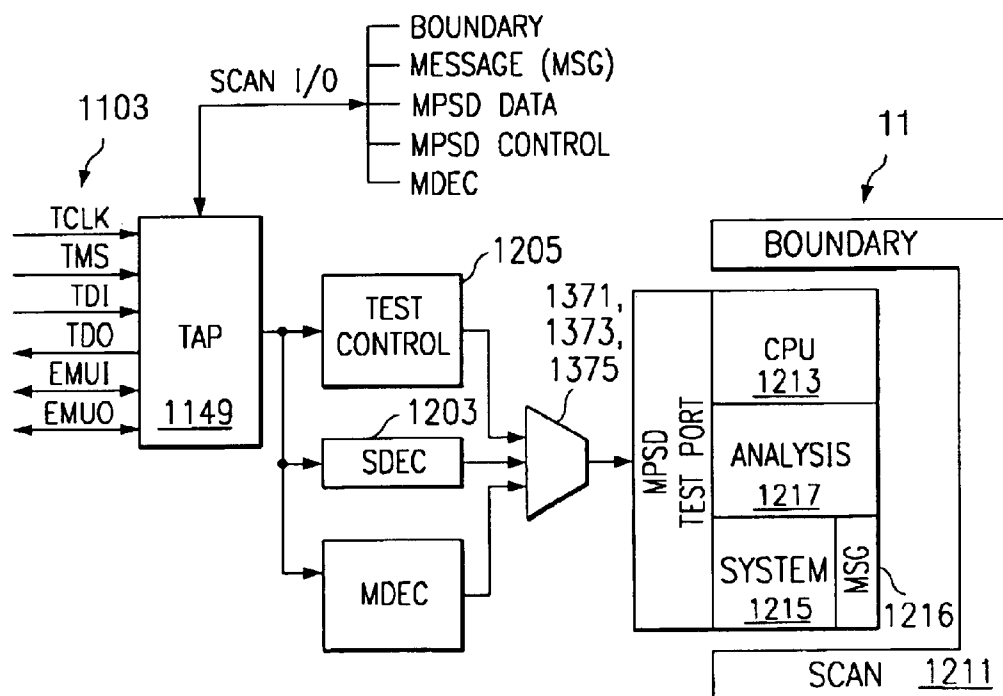 BOUNDARY
MESSAGE (MSG)
SCAN I/O
MPSD DATA
MPSD CONTROL
MDEC
1103
11
TCLK
TMS
TDI
TDO
EMUI
EMUO
TAP
1149
1205
TEST
CONTROL
1203
SDEC
MDEC
1371,
1373,
1375
MPSD
TEST PORT
BOUNDARY
CPU
1213
ANALYSIS
1217
SYSTEM
1215
MSG
1216
SCAN 1211